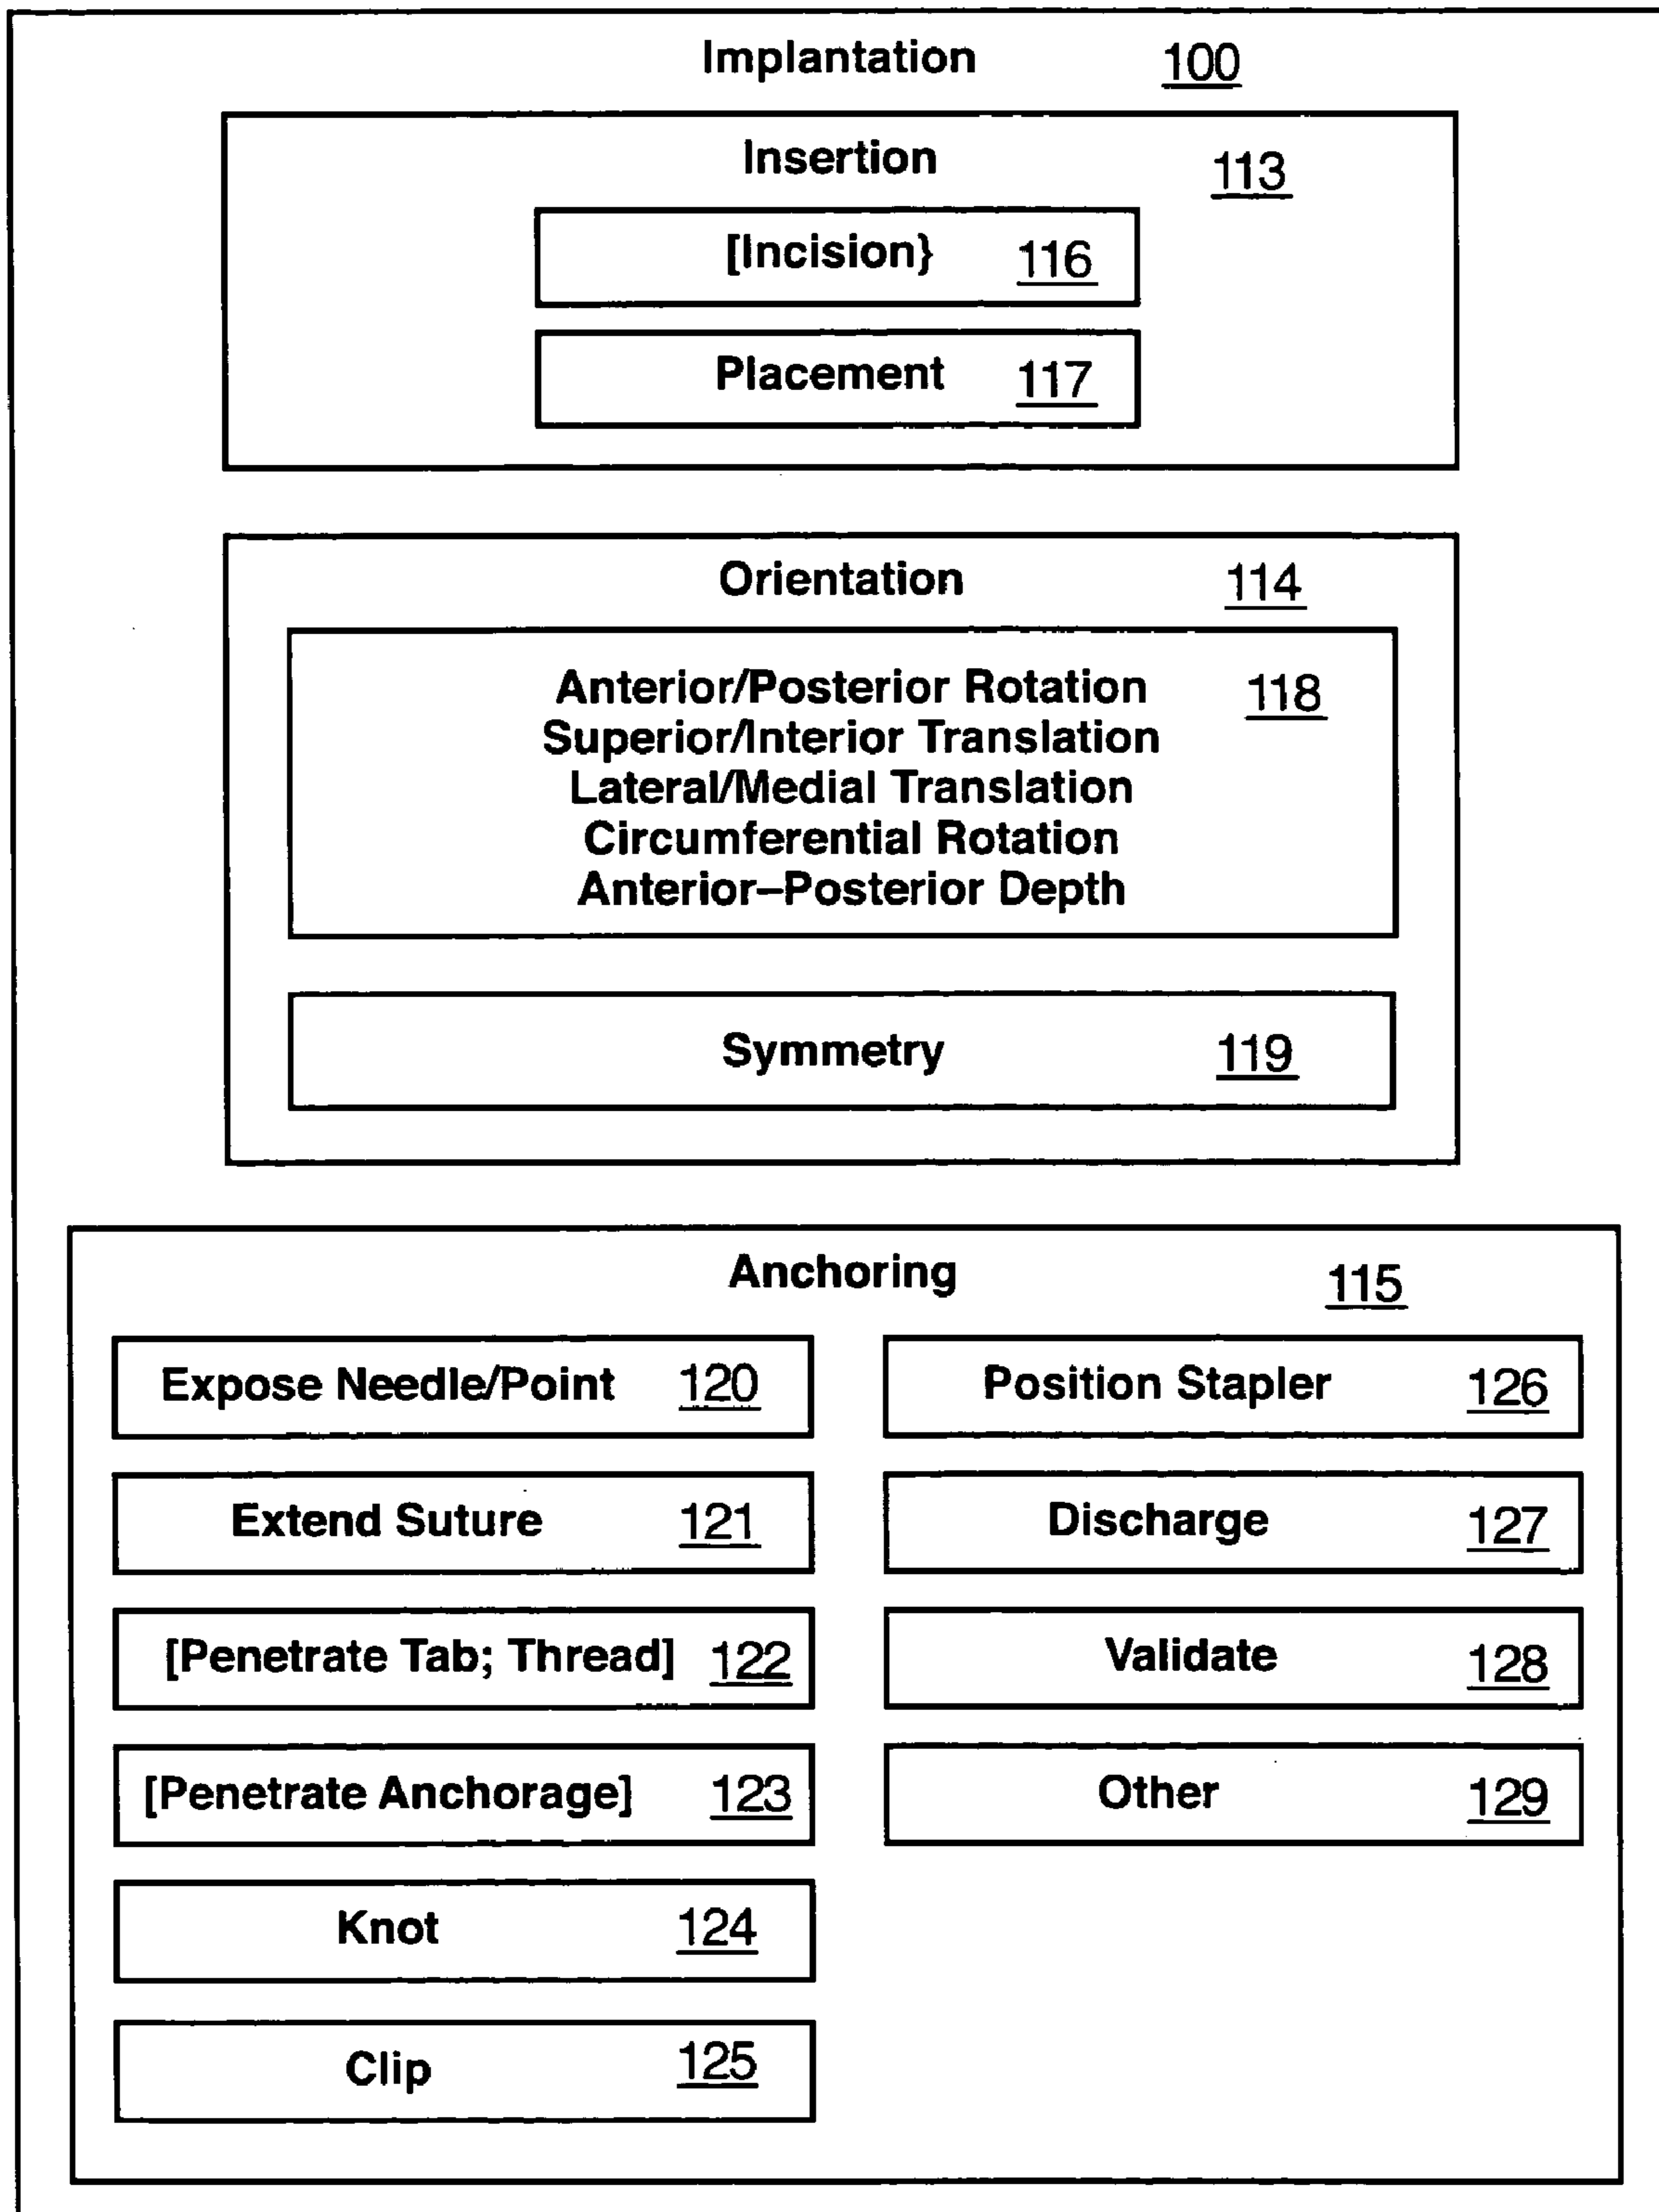 Implantation 100
Insertion 113
[Incision} 116
Placement 117
Orientation 114
Anterior/Posterior Rotation 118
Superior/Interior Translation
Lateral/Medial Translation
Circumferential Rotation
Anterior–Posterior Depth
Symmetry 119
Anchoring 115
Expose Needle/Point 120
Extend Suture 121
[Penetrate Tab; Thread] 122
[Penetrate Anchorage] 123
Knot 124
Clip 125
Position Stapler 126
Discharge 127
Validate 128
Other 129